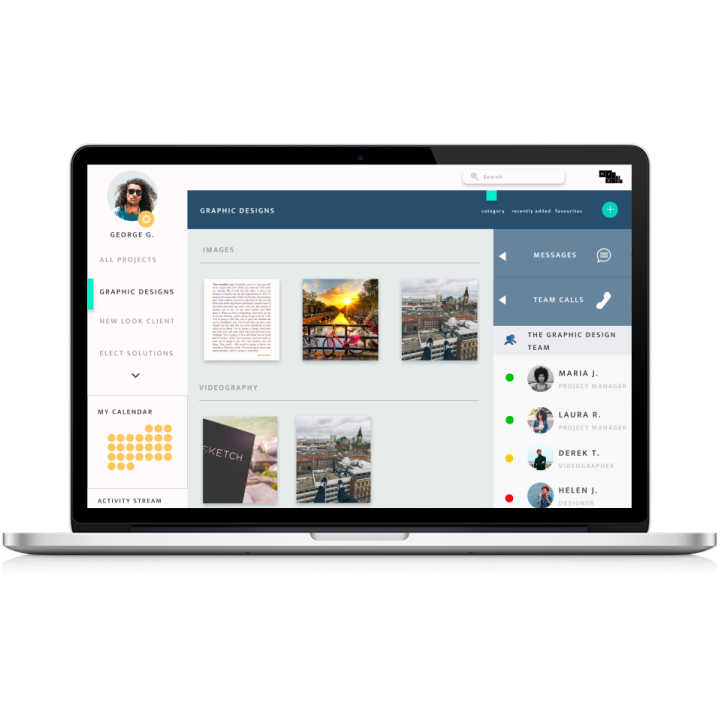 Search
GEORGE G.
ALL PROJECTS
GRAPHIC DESIGNS
NEW LOOK CLIENT
ELECT SOLUTIONS
MY CALENDAR
ACTIVITY STREAM
GRAPHIC DESIGNS
category
recently added
favourites
IMAGES
VIDEOGRAPHY
SKETCH
MESSAGES
TEAM CALLS
THE GRAPHIC DESIGN
TEAM
MARIA J.
PROJECT MANAGER
LAURA R.
PROJECT MANAGER
DEREK T.
VIDEOGRAPHER
HELEN J.
DESIGNER